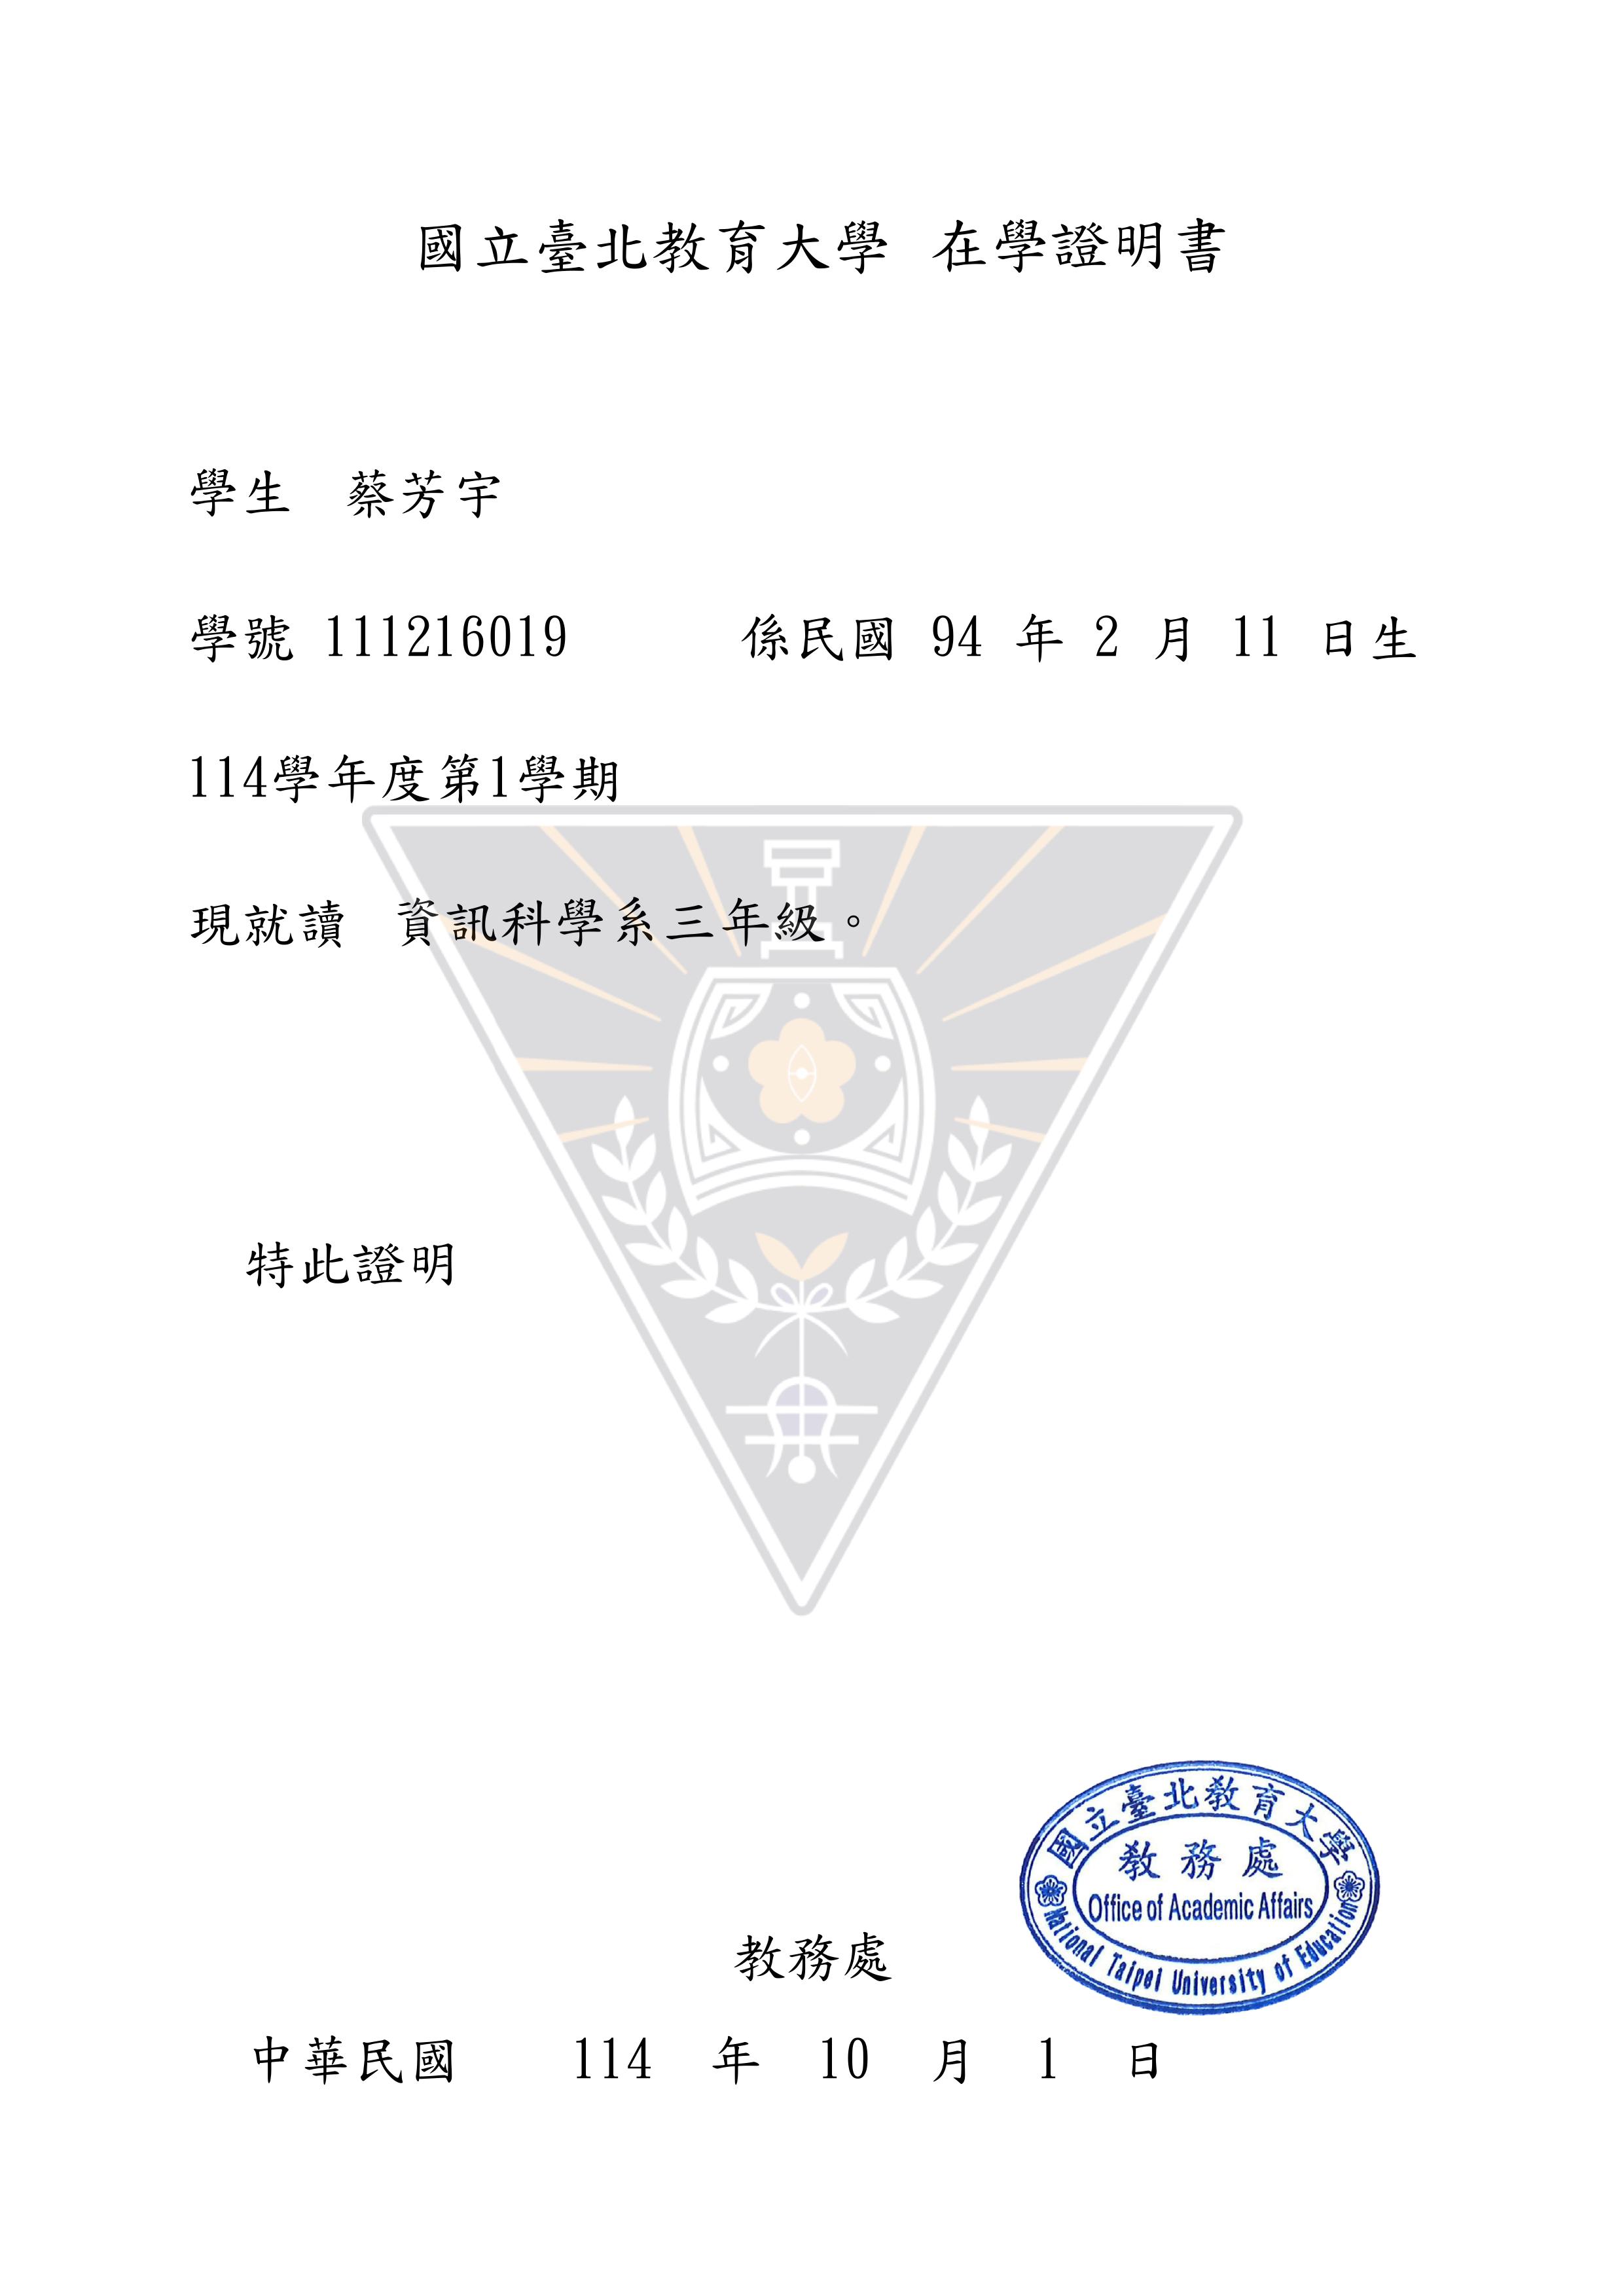 國立臺北教育大學 在學證明書
學生 蔡芳宇
學號 111216019 係民國 94 年 2 月 11 日生
114學年度第1學期
現就讀 資訊科學系三年級。
特此證明
國立臺北教育大學
教務處
Office of Academic Affairs
National Taipei University of Education
教務處
中華民國 114 年 10 月 1 日